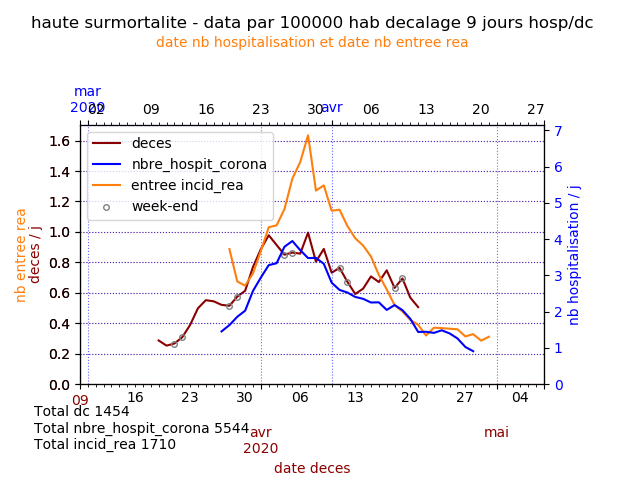 haute surmortalite - data par 100000 hab decalage 9 jours hosp/dc
date nb hospitalisation et date nb entree rea
mar avr
2020
02 09 16 23 30 06 13 20 27
deces
nbre_hospit_corona
entree incid_rea
week-end
1.6
1.4
1.2
1.0
0.8
0.6
0.4
0.2
0.0
7
6
5
4
3
2
1
0
nb entree rea
deces / j
nb hospitalisation / j
09 16 23 30 06 13 20 27 04
Total dc 1454
Total nbre_hospit_corona 5544
Total incid_rea 1710
avr mai
2020
date deces